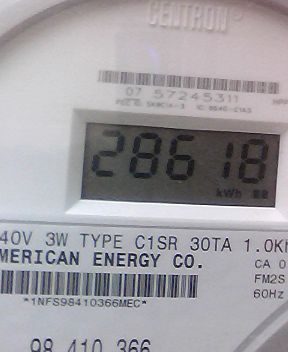 CENTRON®
07 57245311
28618
kWh
40V 3W TYPE C1SR 30TA 1.0Kh
MERICAN ENERGY CO.
CA 0
FM2S
*1NFS98410366MEC*
60Hz
98 410 366